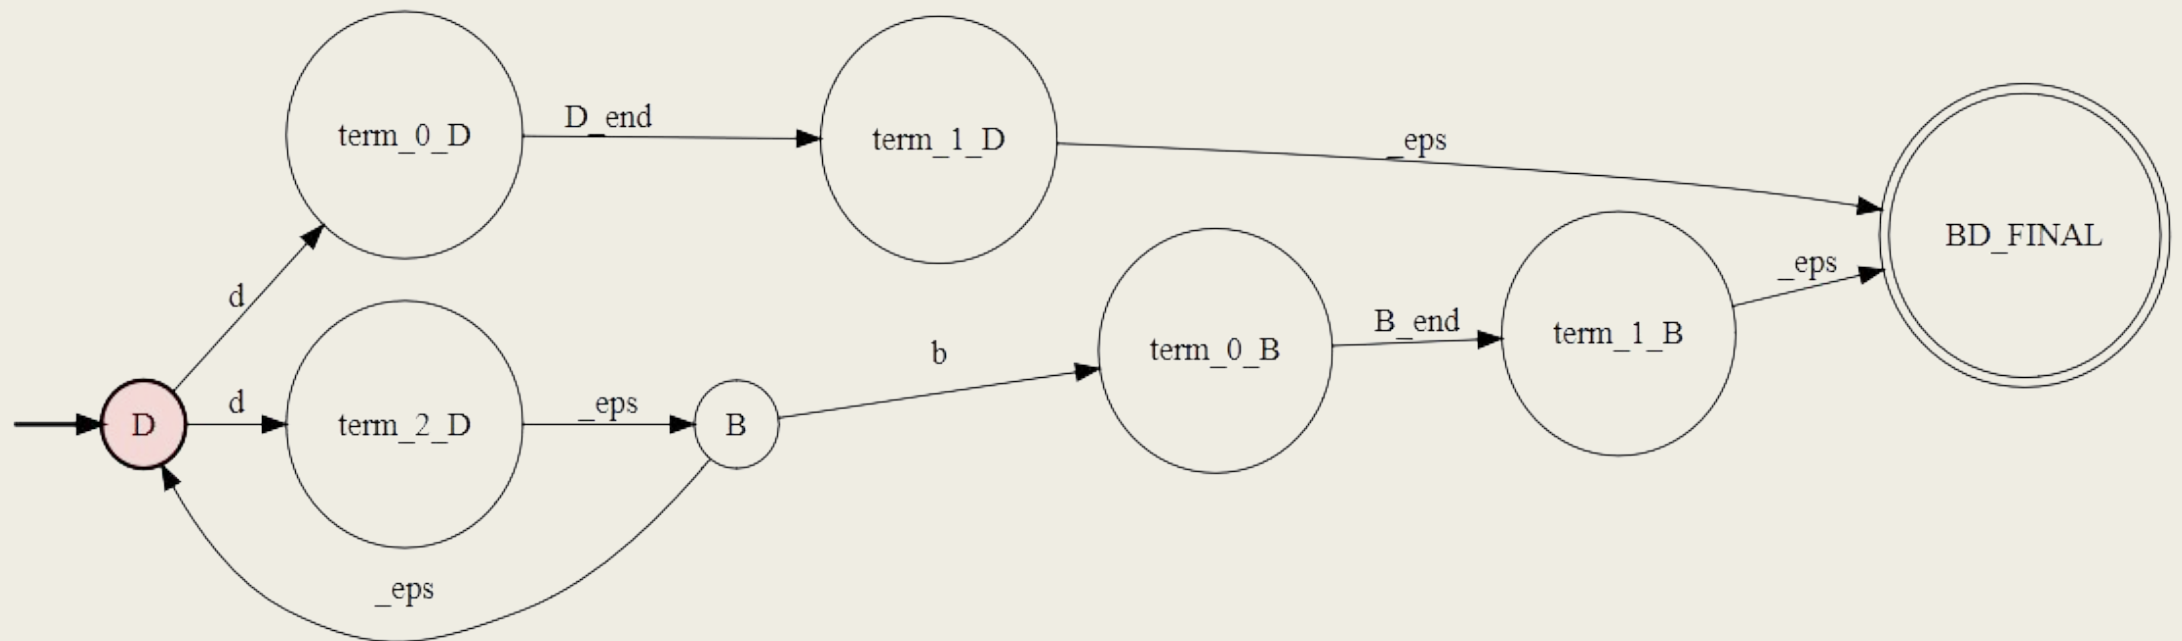 term_0_D
D_end
term_1_D
_eps
BD_FINAL
_eps
d
term_2_D
d
D
_eps
B
b
term_0_B
B_end
term_1_B
_eps